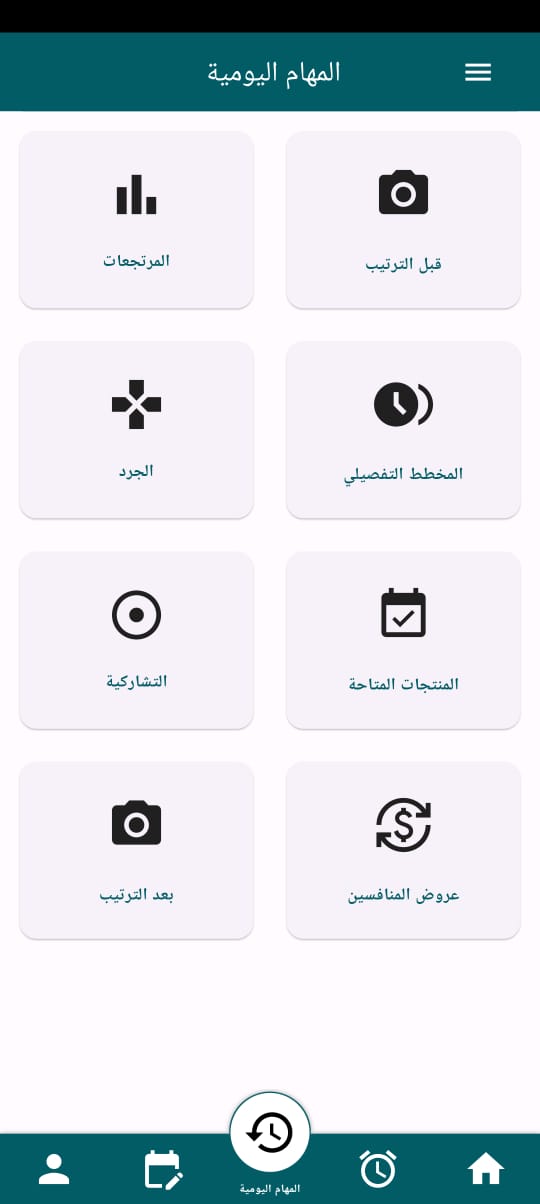 المهام اليومية
قبل الترتيب
المرتجعات
المخطط التفصيلي
الجرد
المنتجات المتاحة
التشاركية
عروض المنافسين
بعد الترتيب
المهام اليومية